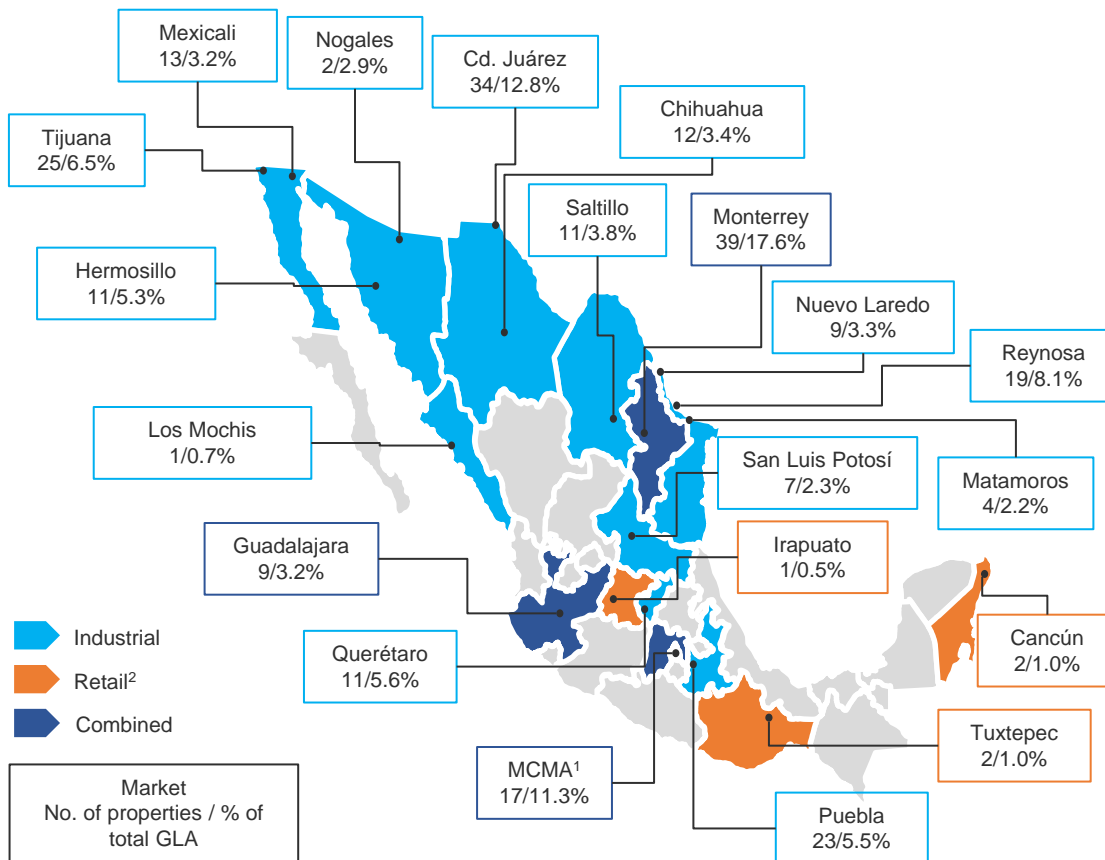 Mexicali
13/3.2%
Nogales
2/2.9%
Cd. Juárez
34/12.8%
Chihuahua
12/3.4%
Tijuana
25/6.5%
Saltillo
11/3.8%
Monterrey
39/17.6%
Hermosillo
11/5.3%
Nuevo Laredo
9/3.3%
Reynosa
19/8.1%
Los Mochis
1/0.7%
San Luis Potosí
7/2.3%
Matamoros
4/2.2%
Guadalajara
9/3.2%
Irapuato
1/0.5%
Industrial
Retail²
Combined
Querétaro
11/5.6%
Cancún
2/1.0%
Tuxtepec
2/1.0%
MCMA¹
17/11.3%
Puebla
23/5.5%
Market
No. of properties / % of
total GLA